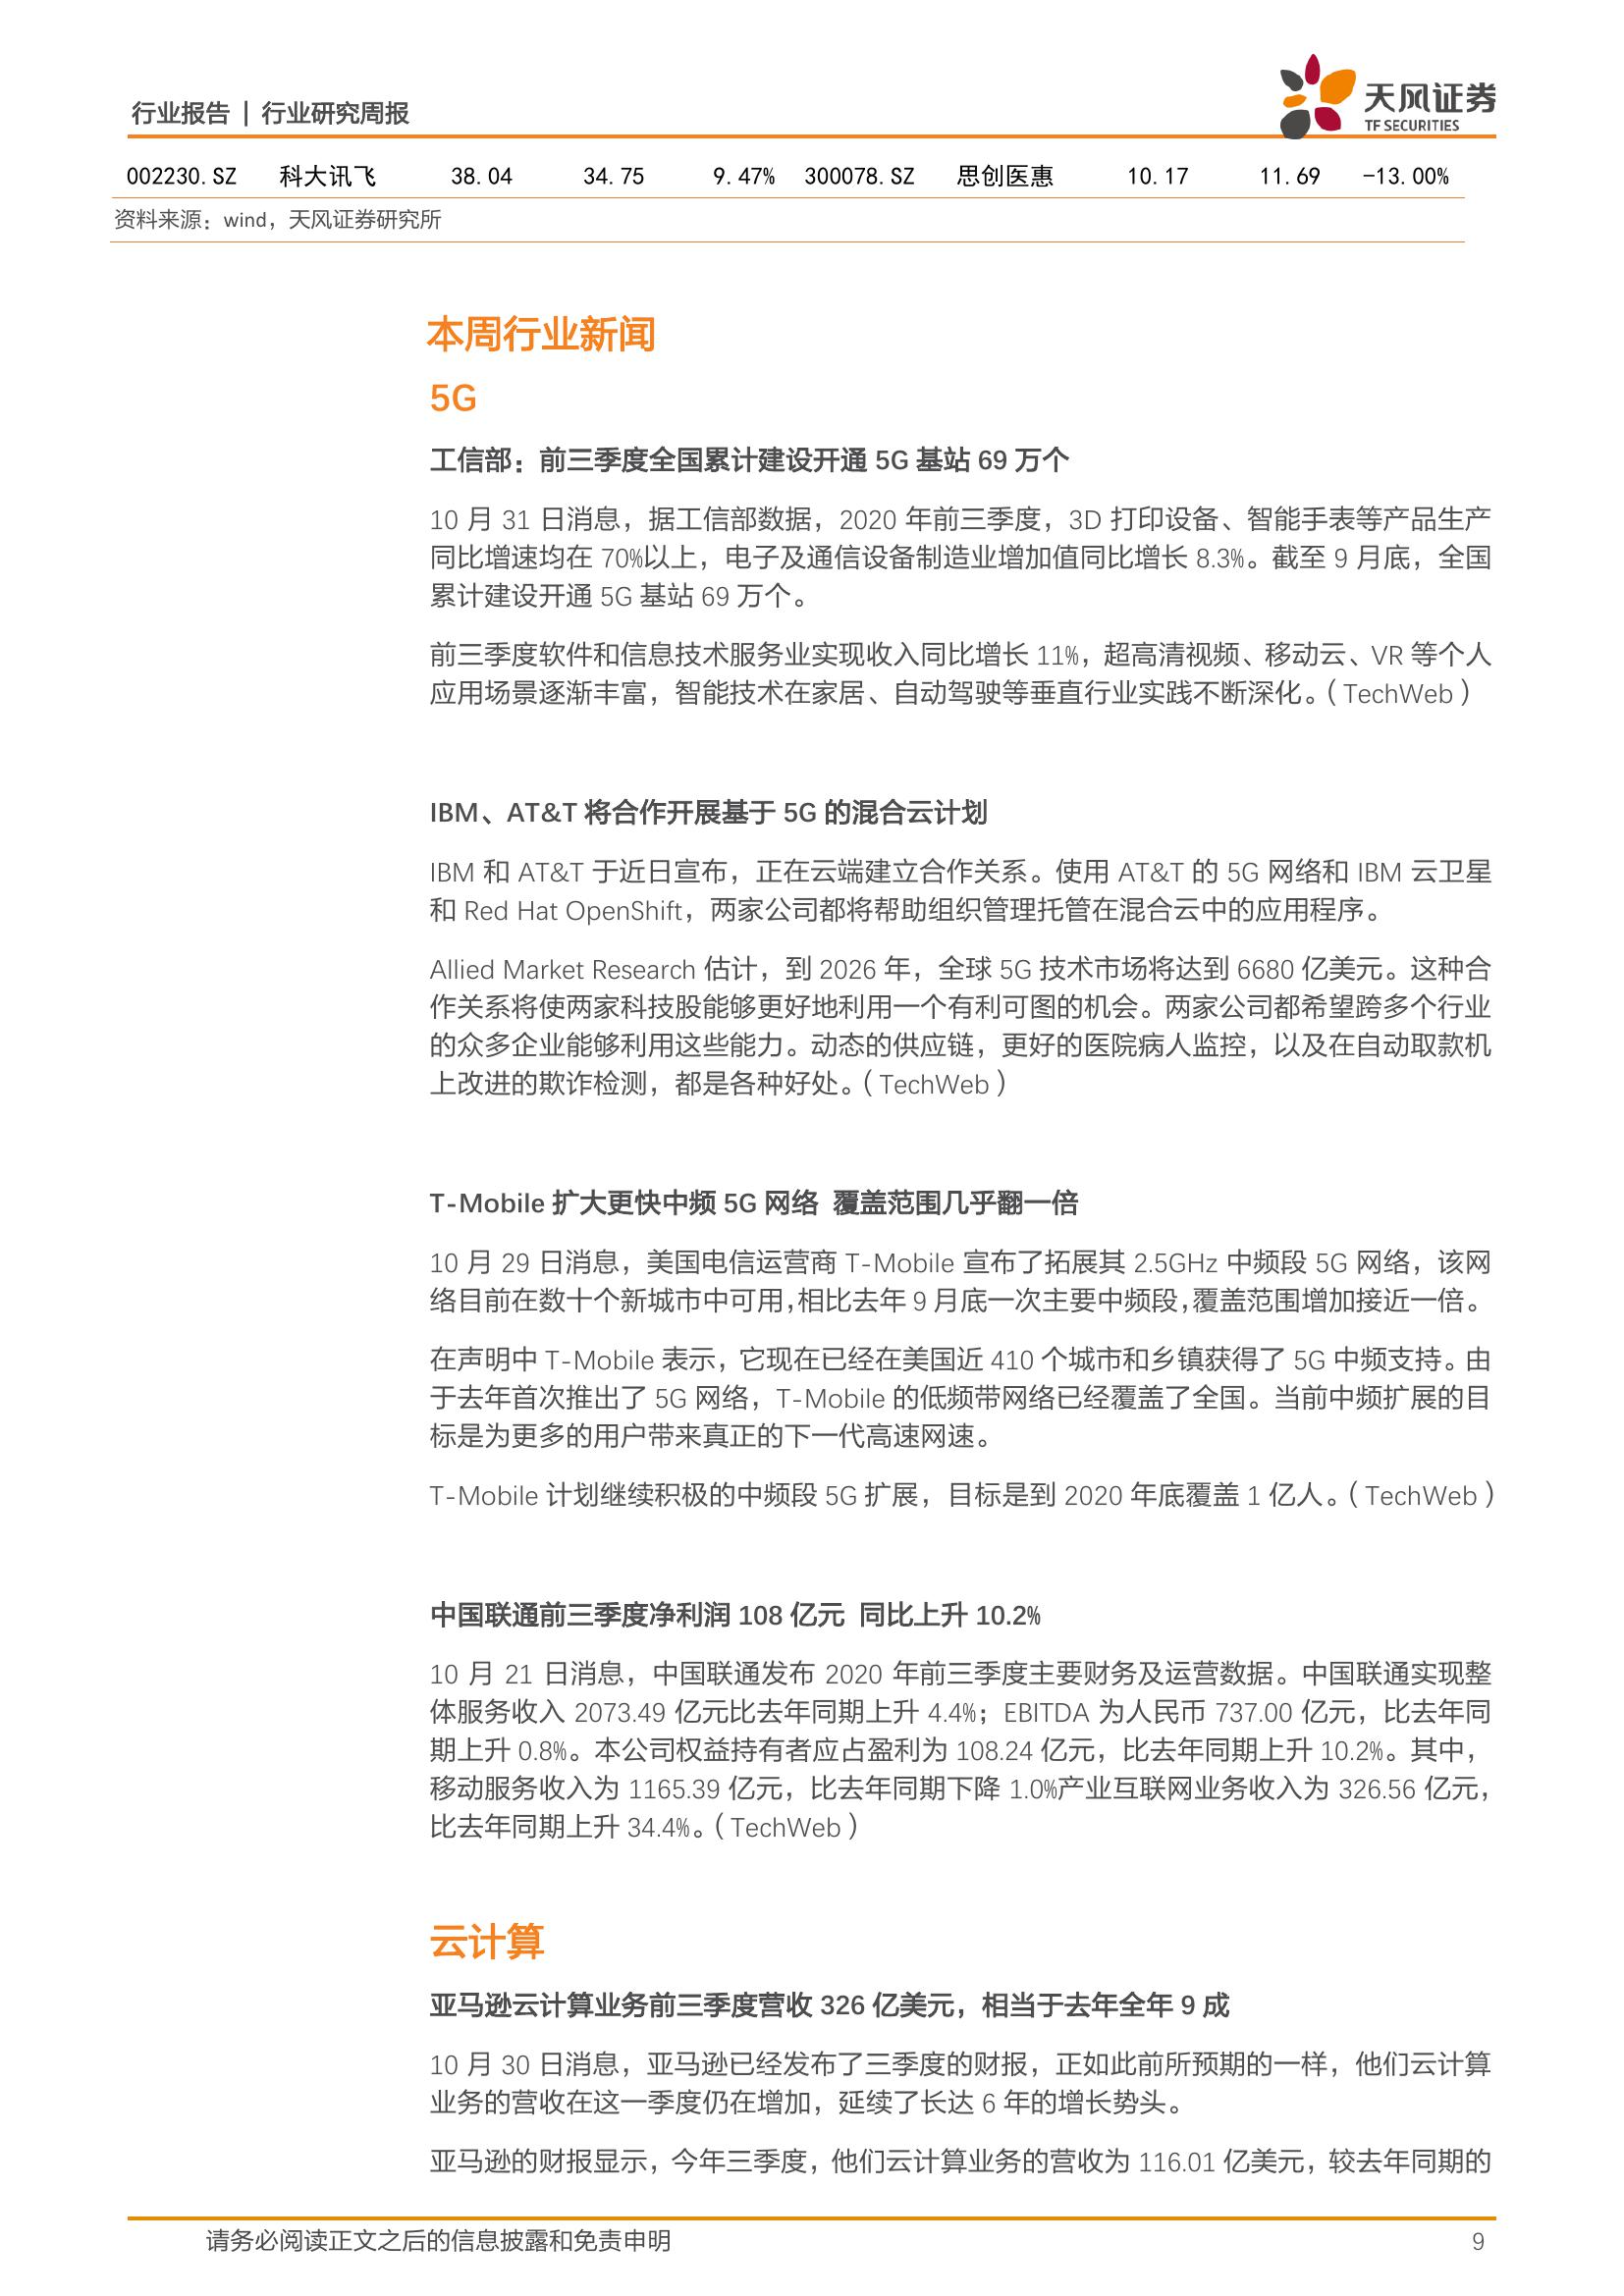 行业报告 | 行业研究周报
天风证券
TF SECURITIES
002230.SZ 科大讯飞 38.04 34.75 9.47% 300078.SZ 思创医惠 10.17 11.69 -13.00%
资料来源：wind，天风证券研究所
本周行业新闻
5G
工信部：前三季度全国累计建设开通 5G 基站 69 万个
10 月 31 日消息，据工信部数据，2020 年前三季度，3D 打印设备、智能手表等产品生产
同比增速均在 70%以上，电子及通信设备制造业增加值同比增长 8.3%。截至 9 月底，全国
累计建设开通 5G 基站 69 万个。
前三季度软件和信息技术服务业实现收入同比增长 11%，超高清视频、移动云、VR 等个人
应用场景逐渐丰富，智能技术在家居、自动驾驶等垂直行业实践不断深化。（TechWeb）
IBM、AT&T 将合作开展基于 5G 的混合云计划
IBM 和 AT&T 于近日宣布，正在云端建立合作关系。使用 AT&T 的 5G 网络和 IBM 云卫星
和 Red Hat OpenShift，两家公司都将帮助组织管理托管在混合云中的应用程序。
Allied Market Research 估计，到 2026 年，全球 5G 技术市场将达到 6680 亿美元。这种合
作关系将使两家科技股能够更好地利用一个有利可图的机会。两家公司都希望跨多个行业
的众多企业能够利用这些能力。动态的供应链，更好的医院病人监控，以及在自动取款机
上改进的欺诈检测，都是各种好处。（TechWeb）
T-Mobile 扩大更快中频 5G 网络 覆盖范围几乎翻一倍
10 月 29 日消息，美国电信运营商 T-Mobile 宣布了拓展其 2.5GHz 中频段 5G 网络，该网
络目前在数十个新城市中可用，相比去年 9 月底一次主要中频段，覆盖范围增加接近一倍。
在声明中 T-Mobile 表示，它现在已经在美国近 410 个城市和乡镇获得了 5G 中频支持。由
于去年首次推出了 5G 网络，T-Mobile 的低频带网络已经覆盖了全国。当前中频扩展的目
标是为更多的用户带来真正的下一代高速网速。
T-Mobile 计划继续积极的中频段 5G 扩展，目标是到 2020 年底覆盖 1 亿人。（TechWeb）
中国联通前三季度净利润 108 亿元 同比上升 10.2%
10 月 21 日消息，中国联通发布 2020 年前三季度主要财务及运营数据。中国联通实现整
体服务收入 2073.49 亿元比去年同期上升 4.4%；EBITDA 为人民币 737.00 亿元，比去年同
期上升 0.8%。本公司权益持有者应占盈利为 108.24 亿元，比去年同期上升 10.2%。其中，
移动服务收入为 1165.39 亿元，比去年同期下降 1.0%产业互联网业务收入为 326.56 亿元，
比去年同期上升 34.4%。（TechWeb）
云计算
亚马逊云计算业务前三季度营收 326 亿美元，相当于去年全年 9 成
10 月 30 日消息，亚马逊已经发布了三季度的财报，正如此前所预期的一样，他们云计算
业务的营收在这一季度仍在增加，延续了长达 6 年的增长势头。
亚马逊的财报显示，今年三季度，他们云计算业务的营收为 116.01 亿美元，较去年同期的
请务必阅读正文之后的信息披露和免责申明 9